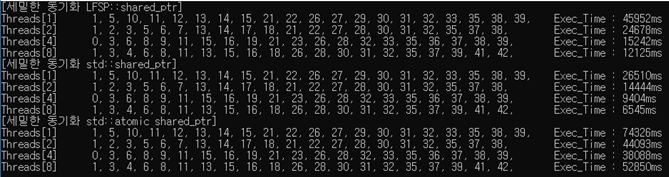 [세밀한 동기화 LFSP::shared_ptr]
Threads[1] 1, 5, 10, 11, 12, 13, 14, 15, 21, 22, 26, 27, 29, 30, 31, 32, 33, 35, 38, 39, Exec_Time : 45952ms
Threads[2] 1, 2, 3, 5, 6, 7, 13, 14, 17, 18, 21, 22, 27, 28, 30, 31, 32, 35, 37, 38, Exec_Time : 24678ms
Threads[4] 0, 3, 6, 8, 9, 11, 15, 16, 19, 21, 23, 26, 28, 32, 33, 35, 36, 37, 38, 39, Exec_Time : 15242ms
Threads[8] 1, 3, 4, 6, 8, 11, 13, 15, 16, 18, 26, 28, 30, 31, 32, 35, 37, 39, 41, 42, Exec_Time : 12125ms
[세밀한 동기화 std::shared_ptr]
Threads[1] 1, 5, 10, 11, 12, 13, 14, 15, 21, 22, 26, 27, 29, 30, 31, 32, 33, 35, 38, 39, Exec_Time : 26510ms
Threads[2] 1, 2, 3, 5, 6, 7, 13, 14, 17, 18, 21, 22, 27, 28, 30, 31, 32, 35, 37, 38, Exec_Time : 14444ms
Threads[4] 0, 3, 6, 8, 9, 11, 15, 16, 19, 21, 23, 26, 28, 32, 33, 35, 36, 37, 38, 39, Exec_Time : 9404ms
Threads[8] 1, 3, 4, 6, 8, 11, 13, 15, 16, 18, 26, 28, 30, 31, 32, 35, 37, 39, 41, 42, Exec_Time : 6545ms
[세밀한 동기화 std::atomic shared_ptr]
Threads[1] 1, 5, 10, 11, 12, 13, 14, 15, 21, 22, 26, 27, 29, 30, 31, 32, 33, 35, 38, 39, Exec_Time : 74326ms
Threads[2] 1, 2, 3, 5, 6, 7, 13, 14, 17, 18, 21, 22, 27, 28, 30, 31, 32, 35, 37, 38, Exec_Time : 44093ms
Threads[4] 0, 3, 6, 8, 9, 11, 15, 16, 19, 21, 23, 26, 28, 32, 33, 35, 36, 37, 38, 39, Exec_Time : 38088ms
Threads[8] 1, 3, 4, 6, 8, 11, 13, 15, 16, 18, 26, 28, 30, 31, 32, 35, 37, 39, 41, 42, Exec_Time : 52850ms